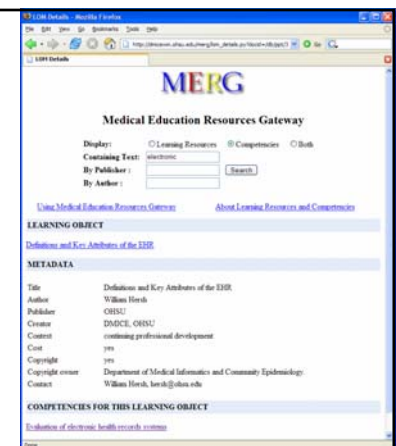 LOM Details - Mozilla Firefox
File Edit View Go Bookmarks Tools Help
LOM Details
MERG
Medical Education Resources Gateway
Display: Learning Resources Competencies Both
Containing Text: electronic
By Publisher : Search
By Author :
Using Medical Education Resources Gateway About Learning Resources and Competencies
LEARNING OBJECT
Definitions and Key Attributes of the EHR
METADATA
Title Definitions and Key Attributes of the EHR
Author William Hersh
Publisher OHSU
Creator DMICE, OHSU
Context continuing professional development
Cost yes
Copyright yes
Copyright owner Department of Medical Informatics and Community Epidemiology.
Contact William Hersh, hersh@ohsu.edu
COMPETENCIES FOR THIS LEARNING OBJECT
Evaluation of electronic health records systems
Done